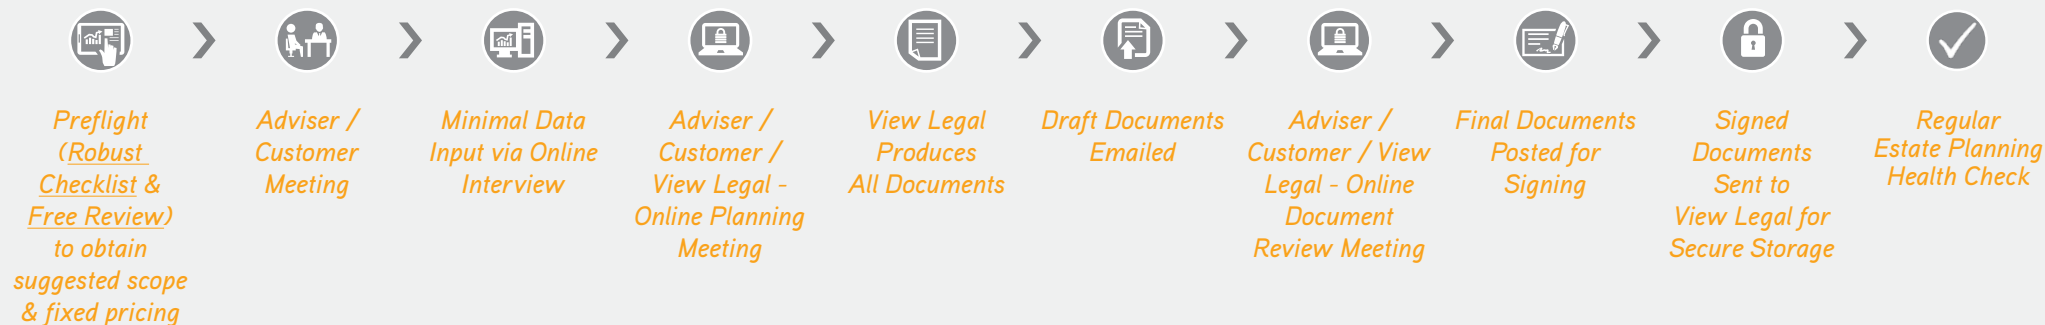 Preflight
(Robust
Checklist &
Free Review)
to obtain
suggested scope
& fixed pricing
Adviser /
Customer
Meeting
Minimal Data
Input via Online
Interview
Adviser /
Customer /
View Legal -
Online Planning
Meeting
View Legal
Produces
All Documents
Draft Documents
Emailed
Adviser /
Customer / View
Legal - Online
Document
Review Meeting
Final Documents
Posted for
Signing
Signed
Documents
Sent to
View Legal for
Secure Storage
Regular
Estate Planning
Health Check